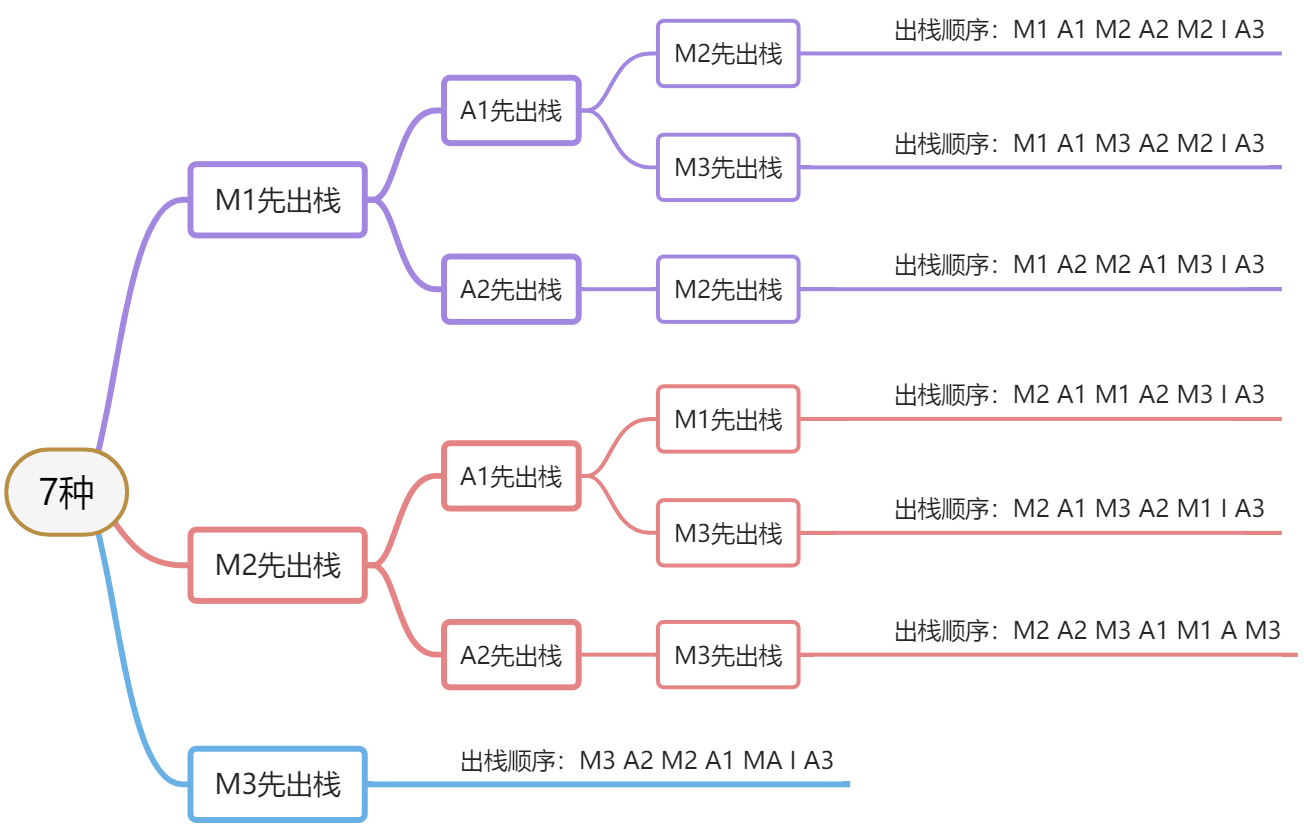 7种
M1先出栈
A1先出栈
M2先出栈
出栈顺序：M1 A1 M2 A2 M2 I A3
M3先出栈
出栈顺序：M1 A1 M3 A2 M2 I A3
A2先出栈
M2先出栈
出栈顺序：M1 A2 M2 A1 M3 I A3
M2先出栈
A1先出栈
M1先出栈
出栈顺序：M2 A1 M1 A2 M3 I A3
M3先出栈
出栈顺序：M2 A1 M3 A2 M1 I A3
A2先出栈
M3先出栈
出栈顺序：M2 A2 M3 A1 M1 A M3
M3先出栈
出栈顺序：M3 A2 M2 A1 MA I A3